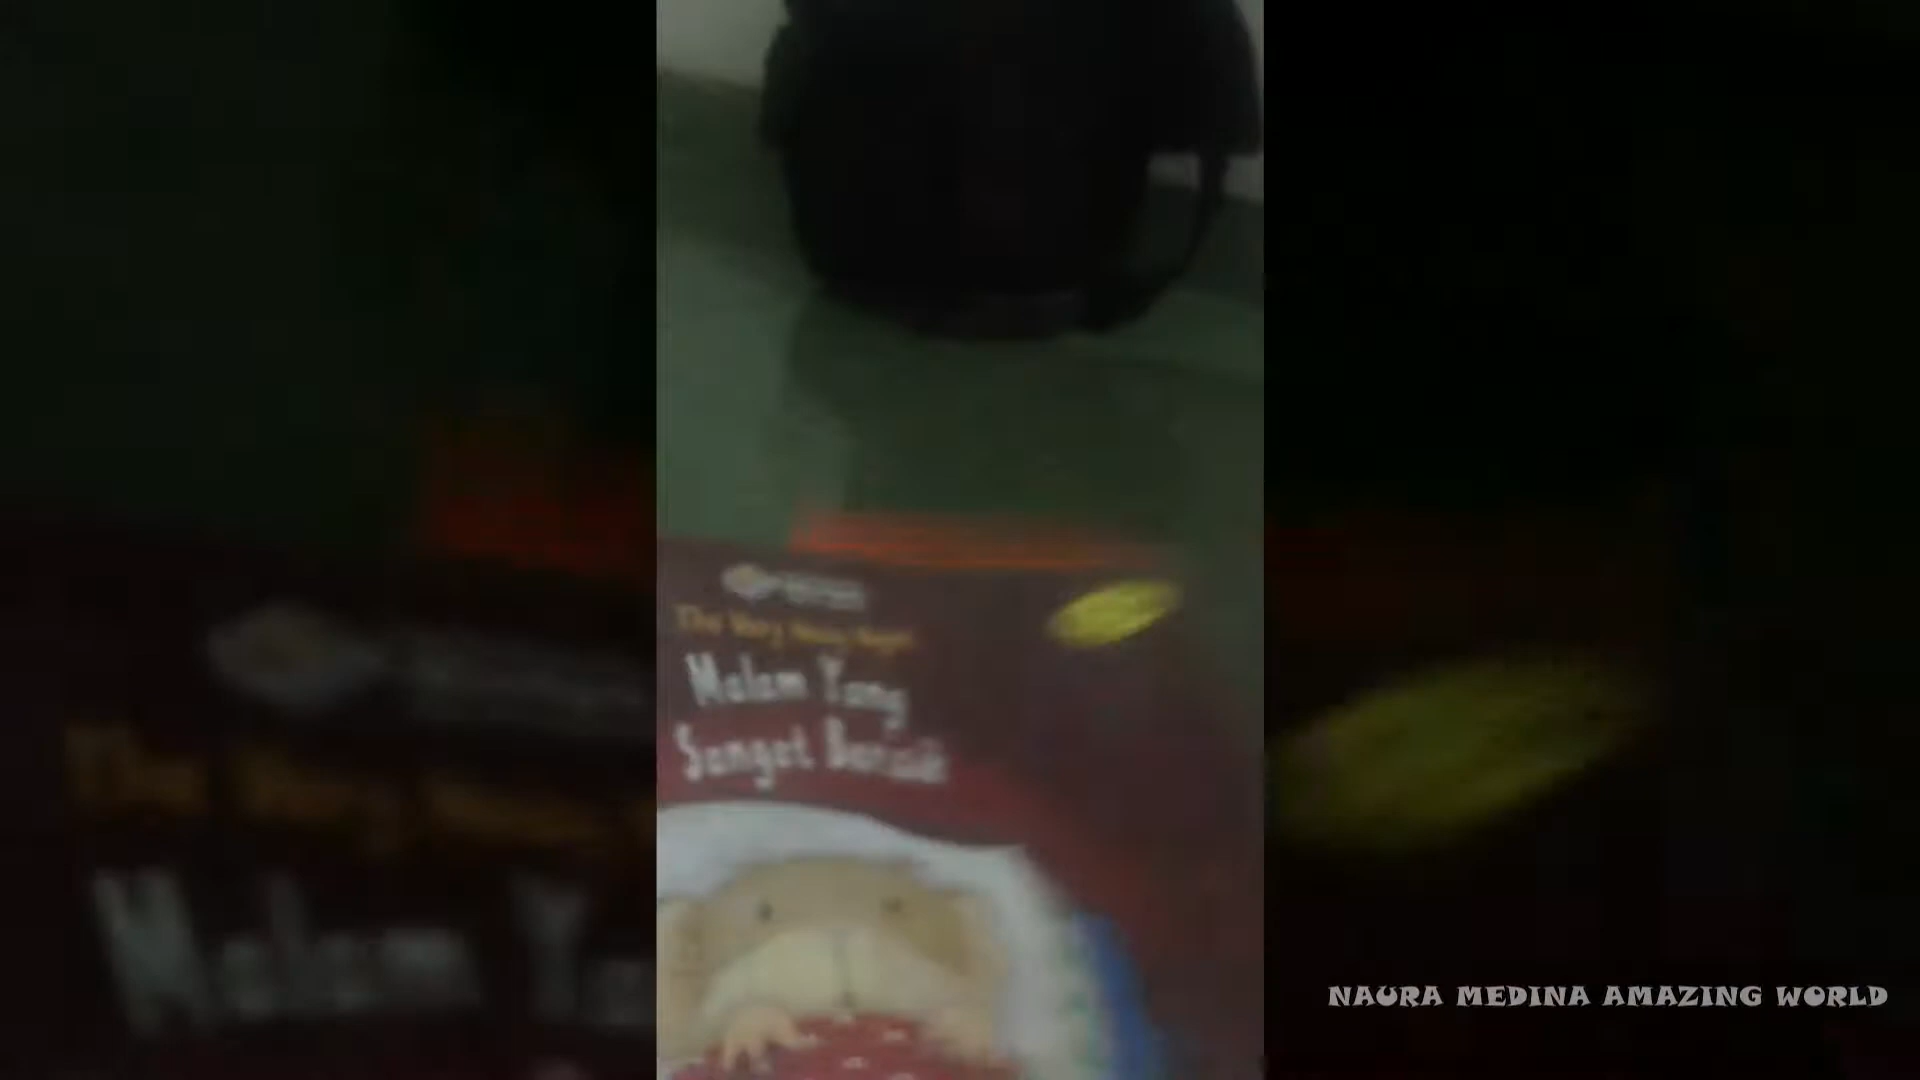 The Very Noisy Night
Malam Yang
Sangat Berisik
NAURA MEDINA AMAZING WORLD